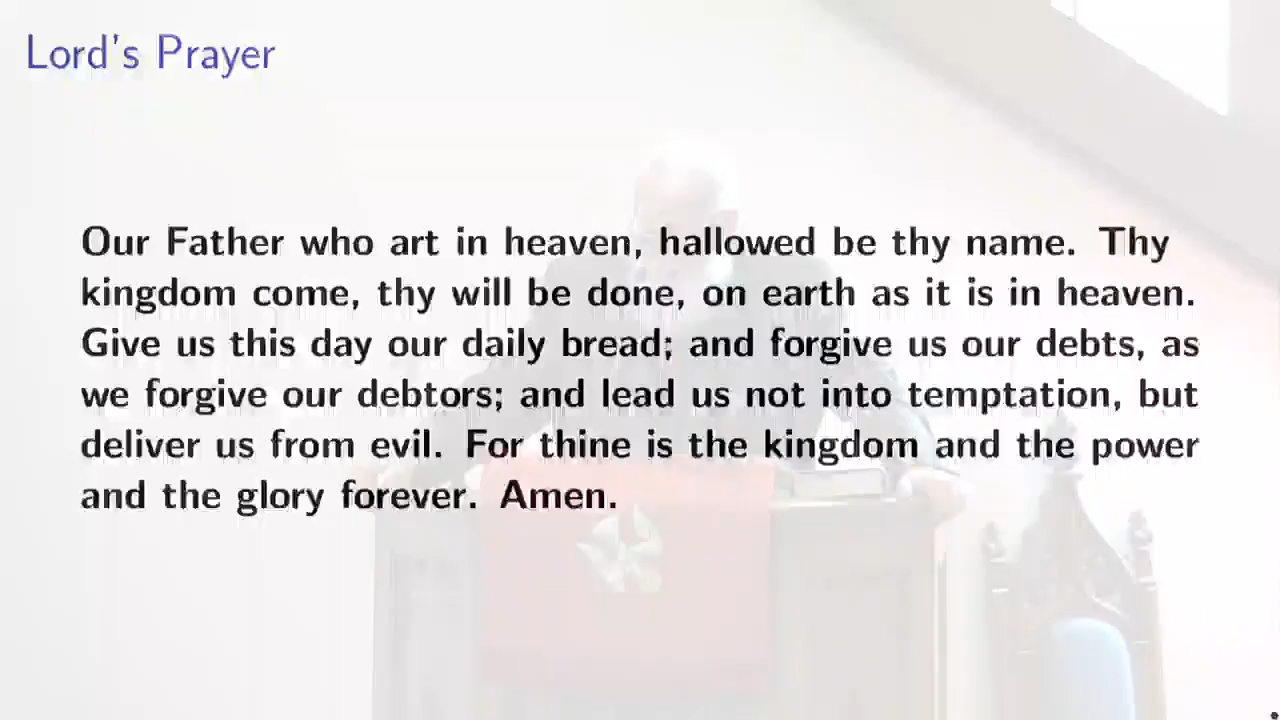 Lord's Prayer
Our Father who art in heaven, hallowed be thy name. Thy
kingdom come, thy will be done, on earth as it is in heaven.
Give us this day our daily bread; and forgive us our debts, as
we forgive our debtors; and lead us not into temptation, but
deliver us from evil. For thine is the kingdom and the power
and the glory forever. Amen.